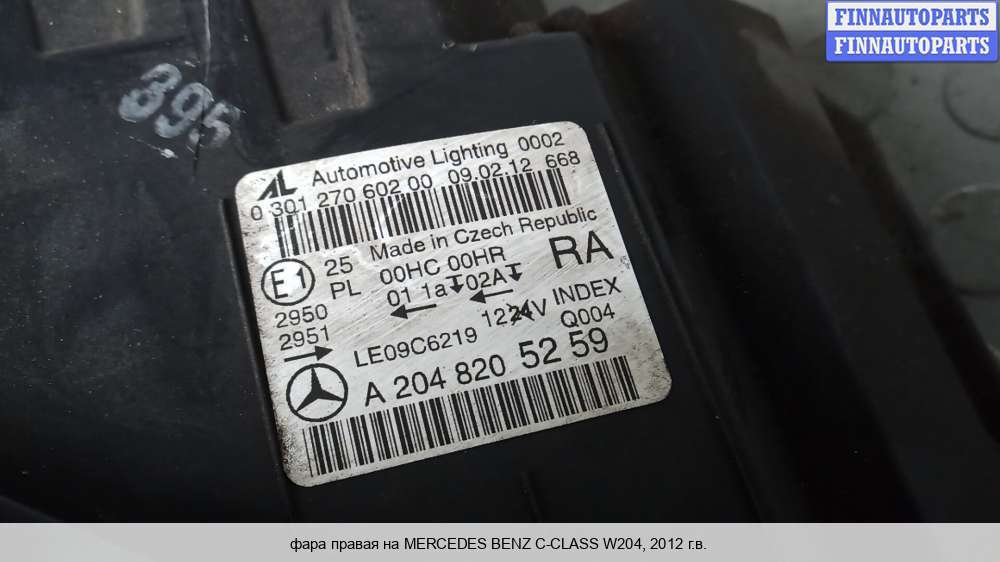 FINNAUTOPARTS
FINNAUTOPARTS
395
AL Automotive Lighting 0002
0 301 270 602 00 09.02.12 668
Made in Czech Republic
E1 25 00HC 00HR RA
PL 01 1a 02A
2950
2951
LE09C6219 1224V INDEX
Q004
A 204 820 52 59
фара правая на MERCEDES BENZ C-CLASS W204, 2012 г.в.